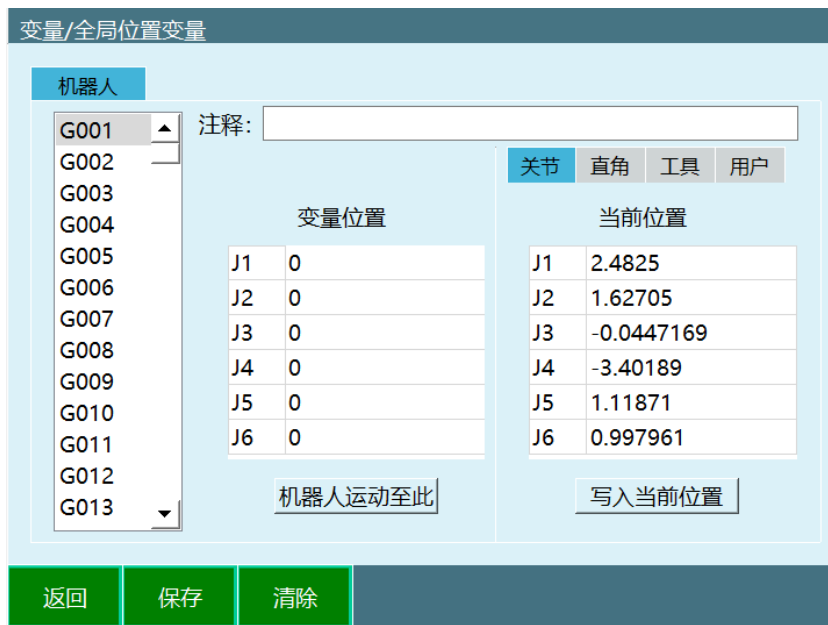 变量/全局位置变量
机器人
G001
G002
G003
G004
G005
G006
G007
G008
G009
G010
G011
G012
G013
注释:
关节 直角 工具 用户
变量位置
J1 0
J2 0
J3 0
J4 0
J5 0
J6 0
机器人运动至此
当前位置
J1 2.4825
J2 1.62705
J3 -0.0447169
J4 -3.40189
J5 1.11871
J6 0.997961
写入当前位置
返回 保存 清除